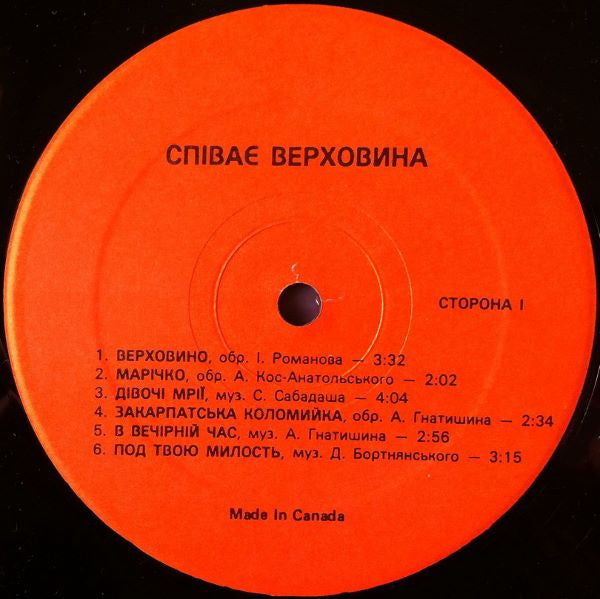 СПІВАЄ ВЕРХОВИНА
СТОРОНА І
1. ВЕРХОВИНО, обр. І. Романова — 3:32
2. МАРІЧКО, обр. А. Кос-Анатольського — 2:02
3. ДІВОЧІ МРІЇ, муз. С. Сабадаша — 4:04
4. ЗАКАРПАТСЬКА КОЛОМИЙКА, обр. А. Гнатишина — 2:34
5. В ВЕЧІРНІЙ ЧАС, муз. А. Гнатишина — 2:56
6. ПОД ТВОЮ МИЛОСТЬ, муз. Д. Бортнянського — 3:15
Made In Canada